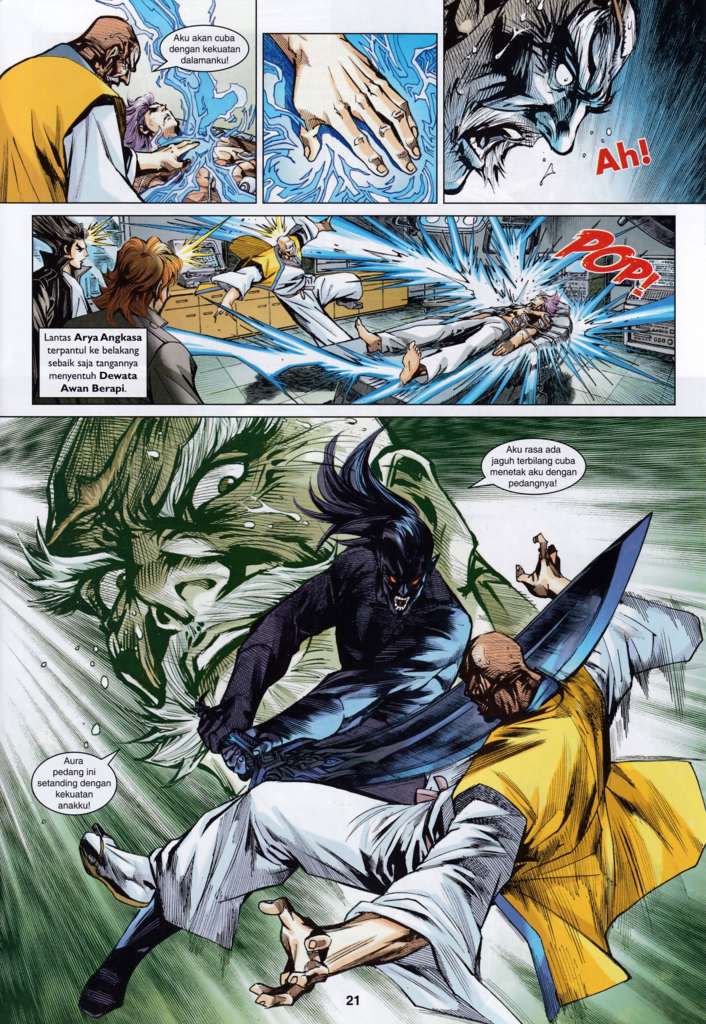 Aku akan cuba
dengan kekuatan
dalamanku!
Ah!
POP!
Lantas Arya Angkasa
terpantul ke belakang
sebaik saja tangannya
menyentuh Dewata
Awan Berapi.
Aku rasa ada
jaguh terbilang cuba
menetak aku dengan
pedangnya!
Aura
pedang ini
setanding dengan
kekuatan
anakku!
21